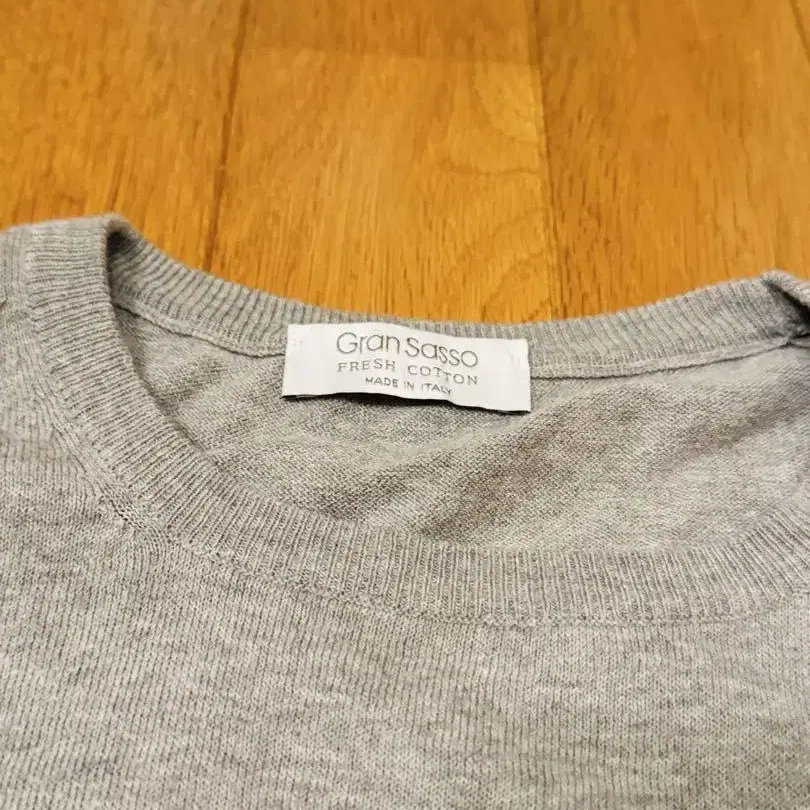 Gran Sasso
FRESH COTTON
MADE IN ITALY